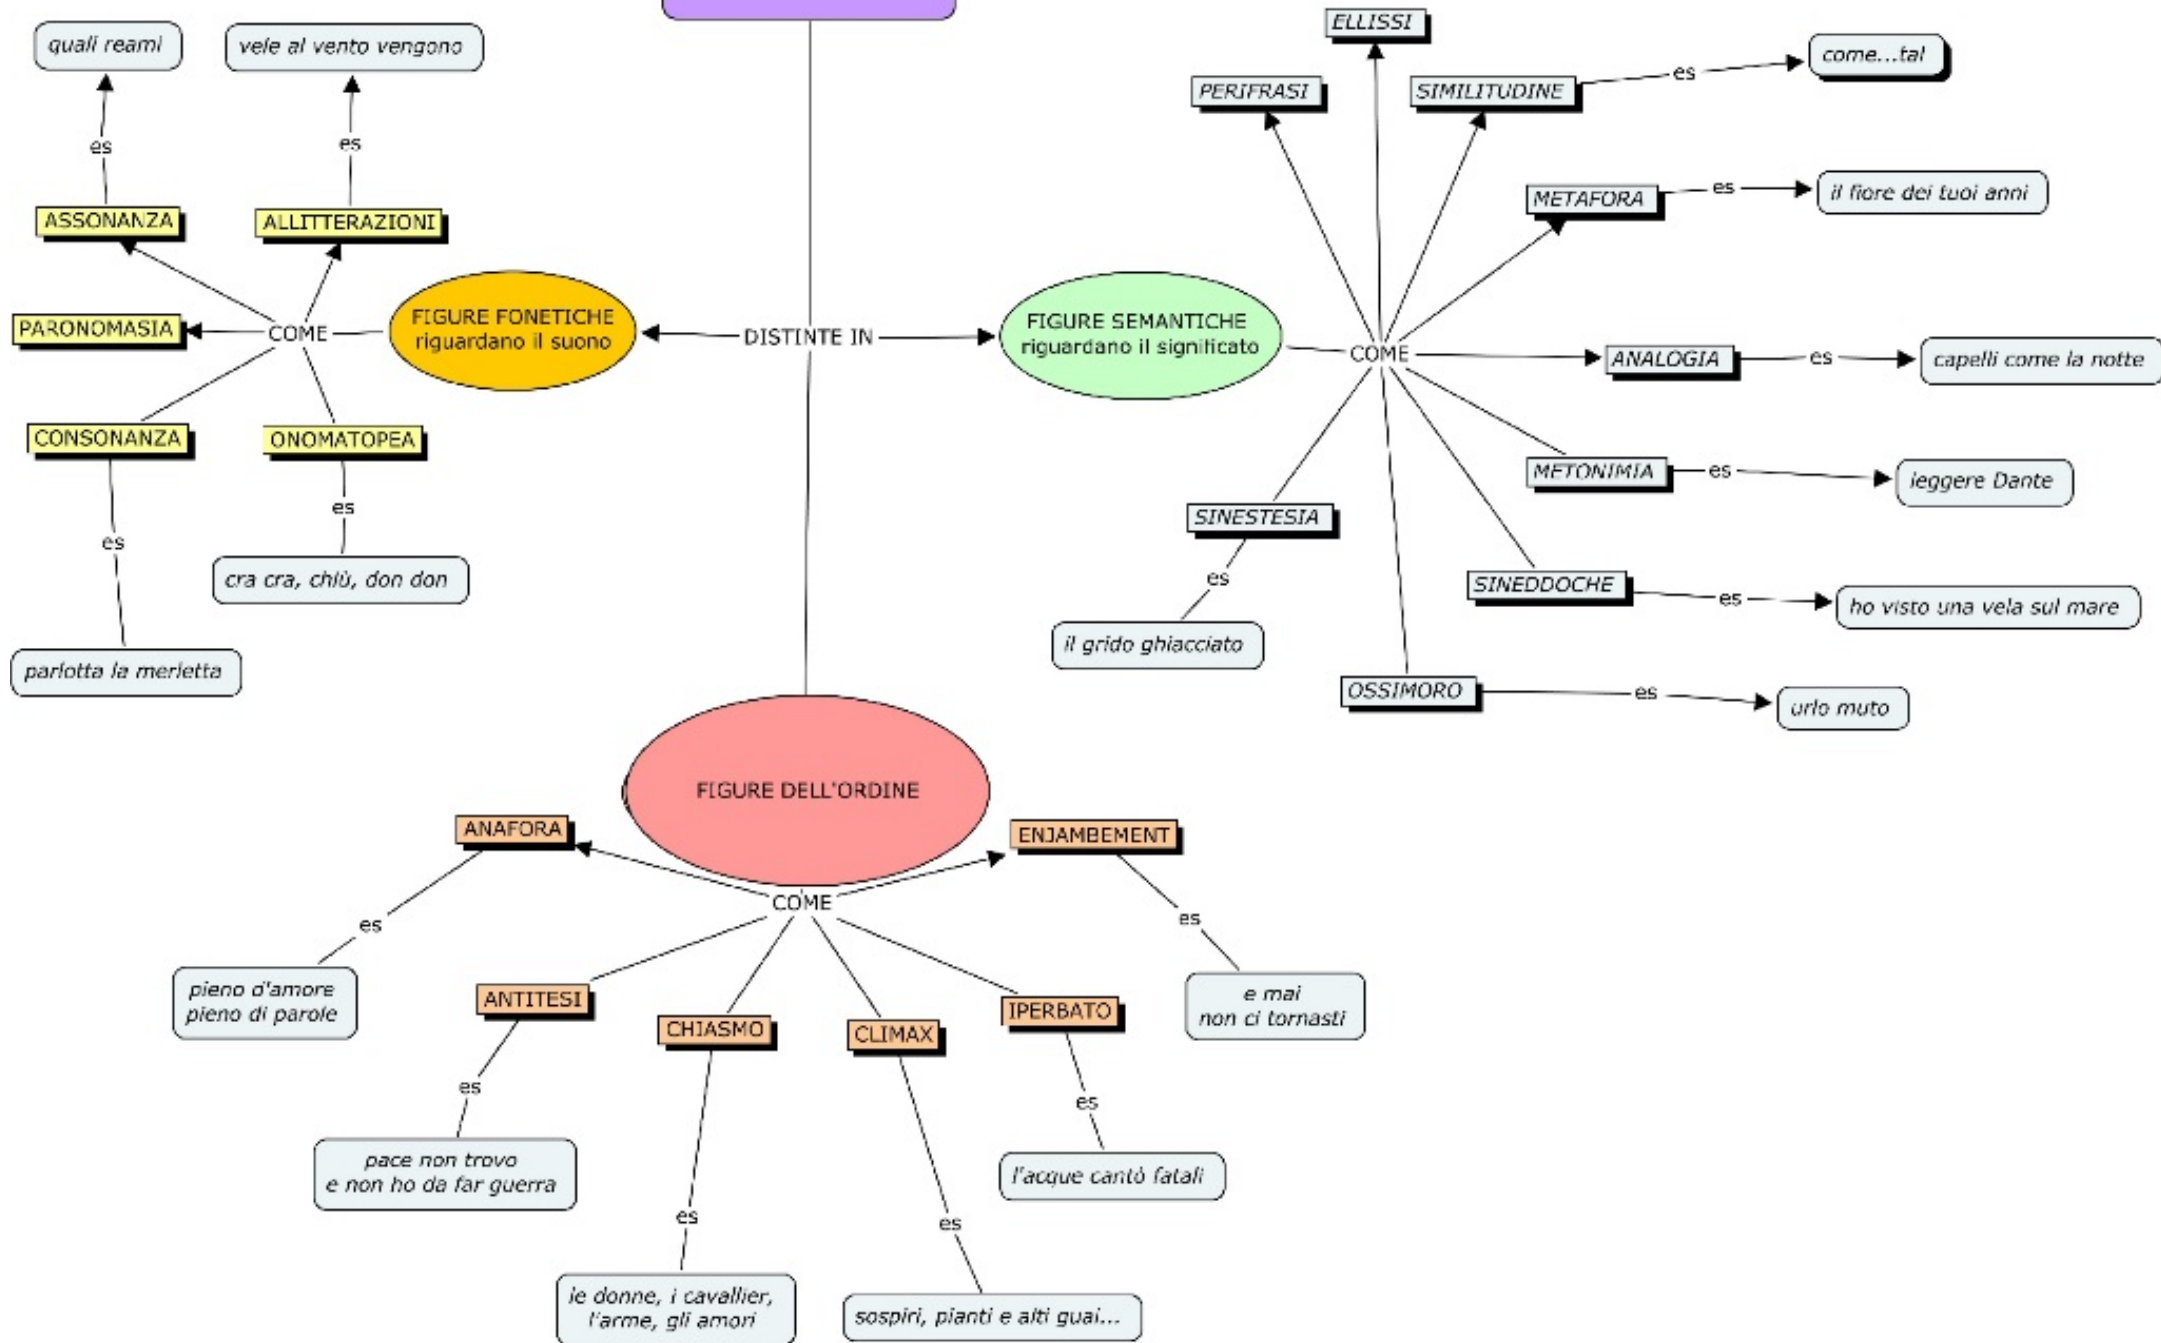 quali reami
vele al vento vengono
es
es
ASSONANZA
ALLITTERAZIONI
PARONOMASIA
COME
FIGURE FONETICHE
riguardano il suono
CONSONANZA
ONOMATOPEA
es
es
cra cra, chiù, don don
parlotta la merletta
DISTINTE IN
FIGURE SEMANTICHE
riguardano il significato
COME
ELLISSI
PERIFRASI
SIMILITUDINE
es
come...tal
METAFORA
es
il fiore dei tuoi anni
ANALOGIA
es
capelli come la notte
METONIMIA
es
leggere Dante
SINEDDOCHE
es
ho visto una vela sul mare
OSSIMORO
es
urlo muto
SINESTESIA
es
il grido ghiacciato
FIGURE DELL'ORDINE
COME
ANAFORA
es
pieno d'amore
pieno di parole
ANTITESI
es
pace non trovo
e non ho da far guerra
CHIASMO
es
le donne, i cavallier,
l'arme, gli amori
CLIMAX
es
sospiri, pianti e alti guai...
IPERBATO
es
l'acque cantò fatali
ENJAMBEMENT
es
e mai
non ci tornasti